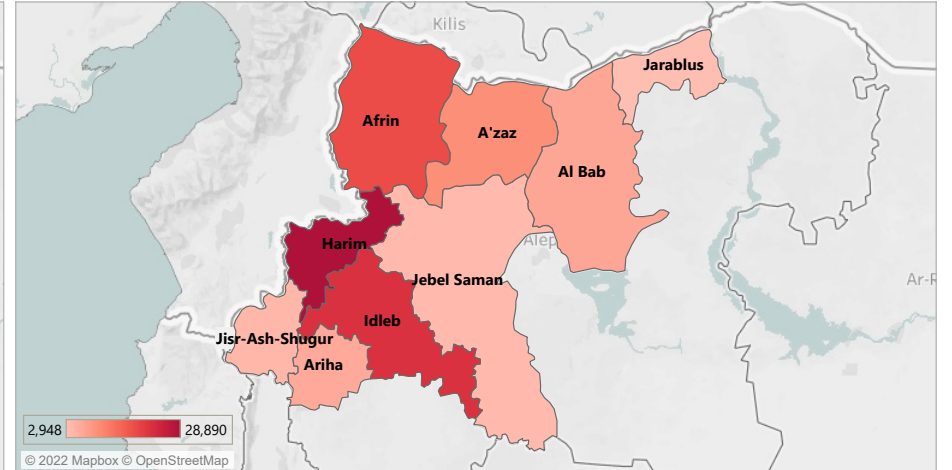 Kilis
Jarablus
Afrin
A'zaz
Al Bab
Harim
Alep
Jebel Saman
Ar-R
Idleb
Jisr-Ash-Shugur
Ariha
2,948
28,890
© 2022 Mapbox © OpenStreetMap